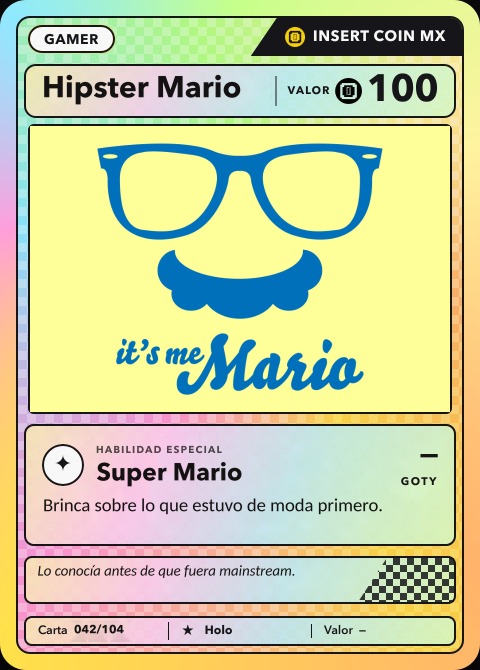 GAMER
INSERT COIN MX
Hipster Mario
VALOR 100
it's me Mario
HABILIDAD ESPECIAL
Super Mario
–
GOTY
Brinca sobre lo que estuvo de moda primero.
Lo conocía antes de que fuera mainstream.
Carta 042/104 ★ Holo Valor –